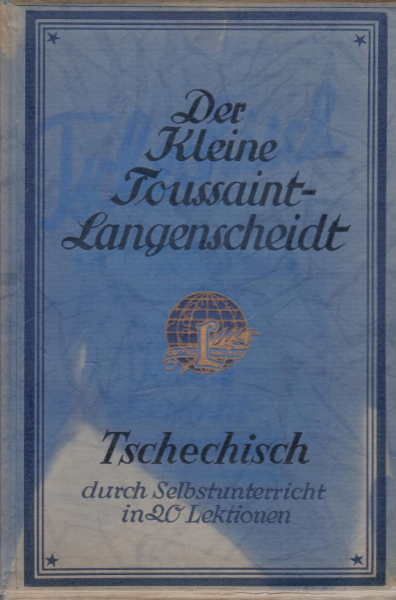 Der
Kleine
Toussaint-
Langenscheidt
L
Tschechisch
durch Selbstunterricht
in 20 Lektionen